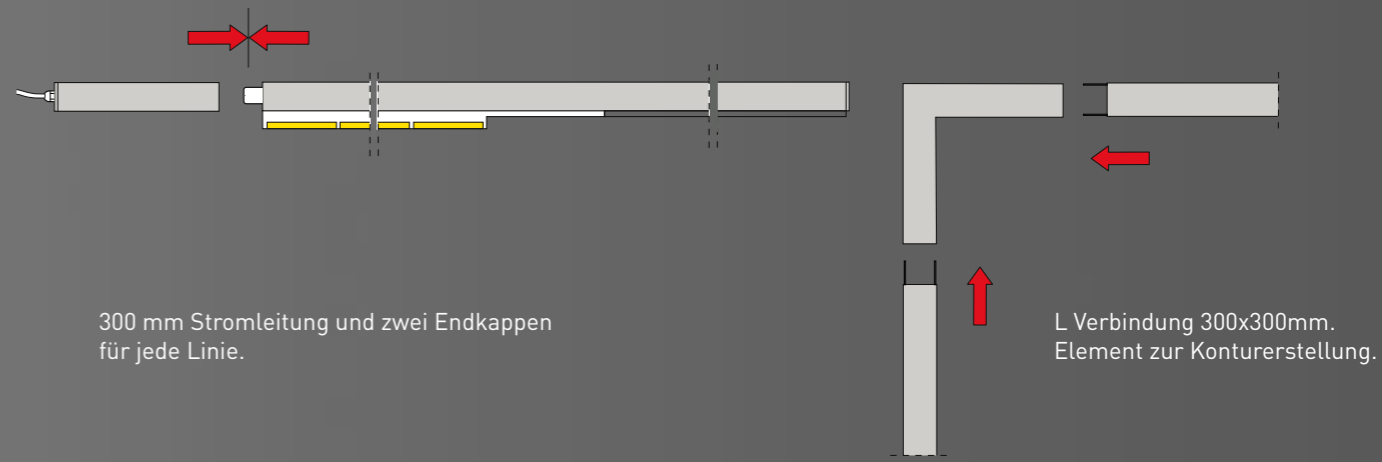 300 mm Stromleitung und zwei Endkappen
für jede Linie.
L Verbindung 300x300mm.
Element zur Konturerstellung.